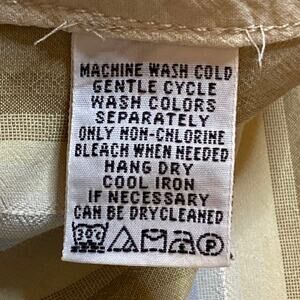 MACHINE WASH COLD
GENTLE CYCLE
WASH COLORS
SEPARATELY
ONLY NON-CHLORINE
BLEACH WHEN NEEDED
HANG DRY
COOL IRON
IF NECESSARY
CAN BE DRYCLEANED
30C P